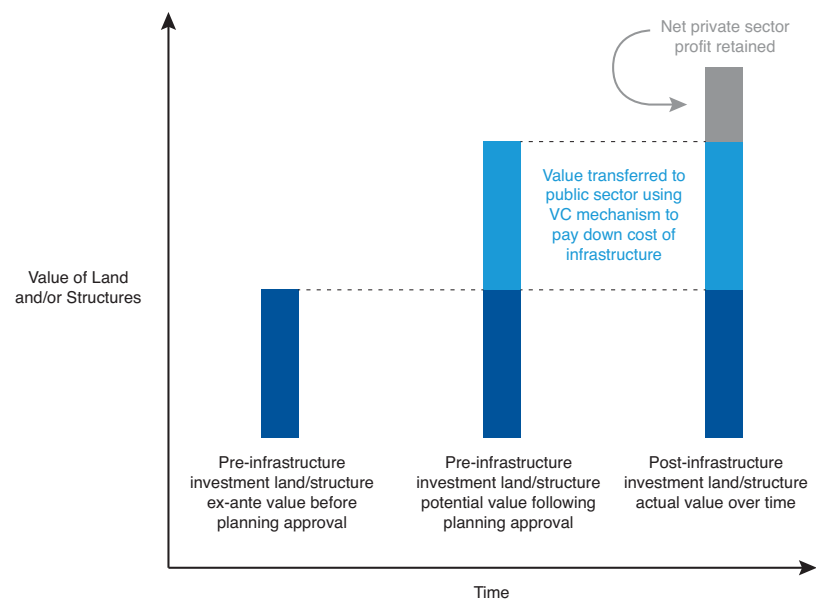 Net private sector
profit retained
Value transferred to
public sector using
VC mechanism to
pay down cost of
infrastructure
Value of Land
and/or Structures
Pre-infrastructure
investment land/structure
ex-ante value before
planning approval
Pre-infrastructure
investment land/structure
potential value following
planning approval
Post-infrastructure
investment land/structure
actual value over time
Time